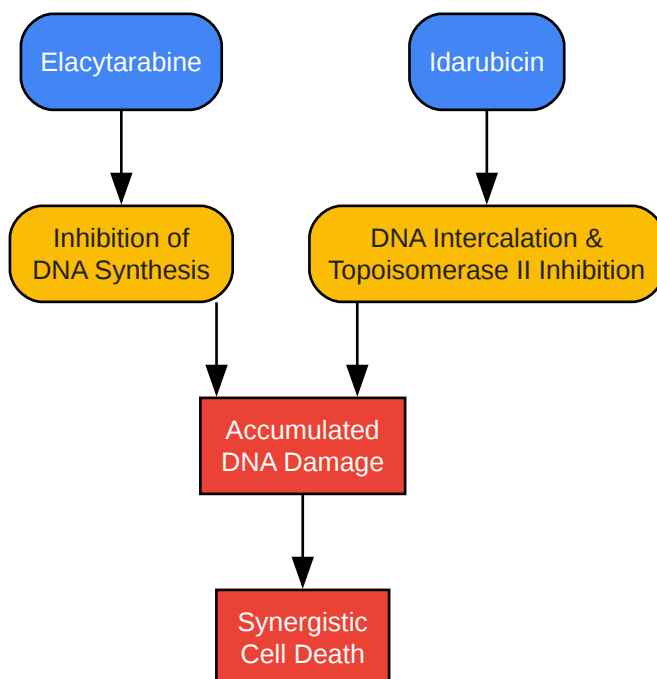 Elacytarabine
Idarubicin
Inhibition of
DNA Synthesis
DNA Intercalation &
Topoisomerase II Inhibition
Accumulated
DNA Damage
Synergistic
Cell Death